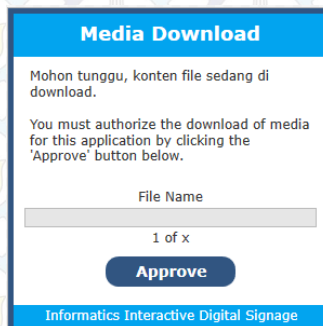 Media Download
Mohon tunggu, konten file sedang di
download.
You must authorize the download of media
for this application by clicking the
'Approve' button below.
File Name
1 of x
Approve
Informatics Interactive Digital Signage